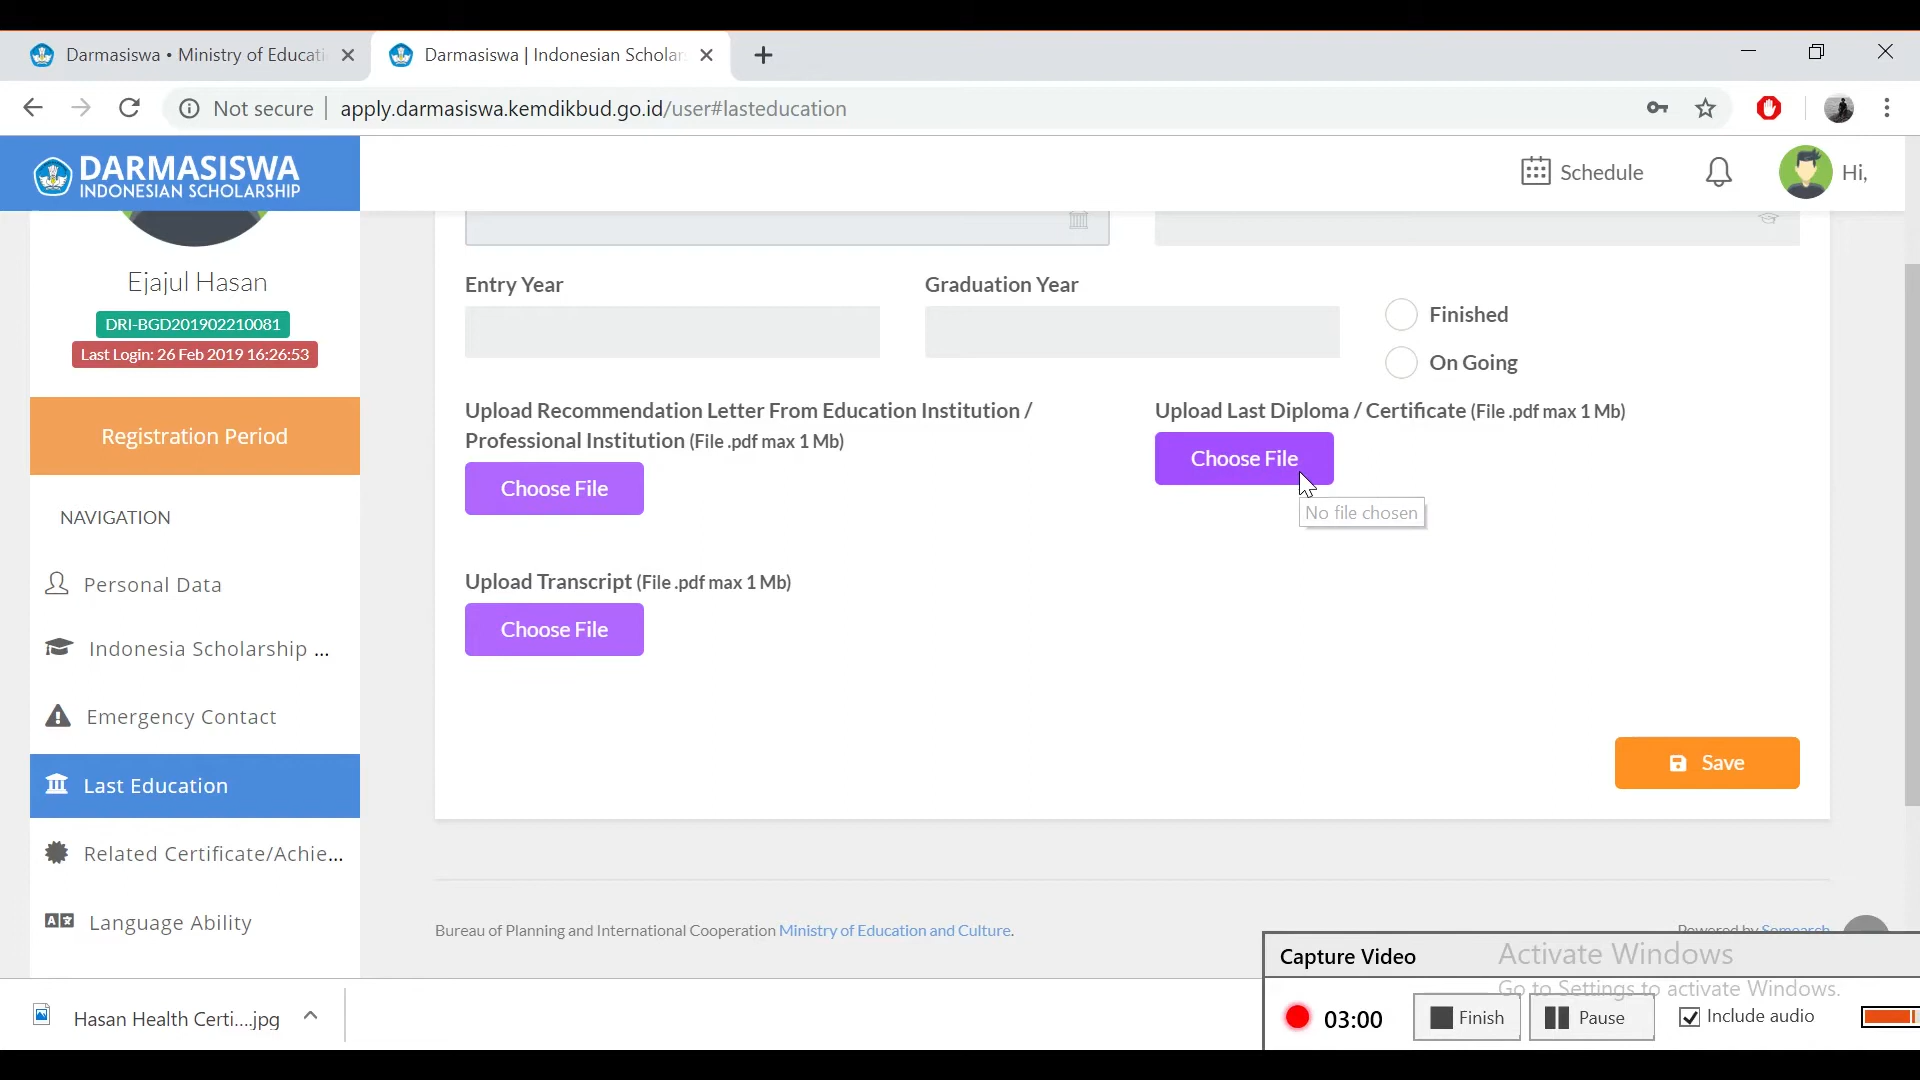 Darmasiswa • Ministry of Educati
Darmasiswa | Indonesian Scholar
Not secure | apply.darmasiswa.kemdikbud.go.id/user#lasteducation
DARMASISWA
INDONESIAN SCHOLARSHIP
Schedule
Hi,
Ejajul Hasan
DRI-BGD201902210081
Last Login: 26 Feb 2019 16:26:53
Registration Period
NAVIGATION
Personal Data
Indonesia Scholarship ...
Emergency Contact
Last Education
Related Certificate/Achie...
Language Ability
Entry Year
Graduation Year
Finished
On Going
Upload Recommendation Letter From Education Institution /
Professional Institution (File .pdf max 1 Mb)
Choose File
Upload Last Diploma / Certificate (File .pdf max 1 Mb)
Choose File
No file chosen
Upload Transcript (File .pdf max 1 Mb)
Choose File
Save
Bureau of Planning and International Cooperation Ministry of Education and Culture.
Powered by
Capture Video
Activate Windows
Go to Settings to activate Windows.
03:00
Finish
Pause
Include audio
Hasan Health Certi....jpg